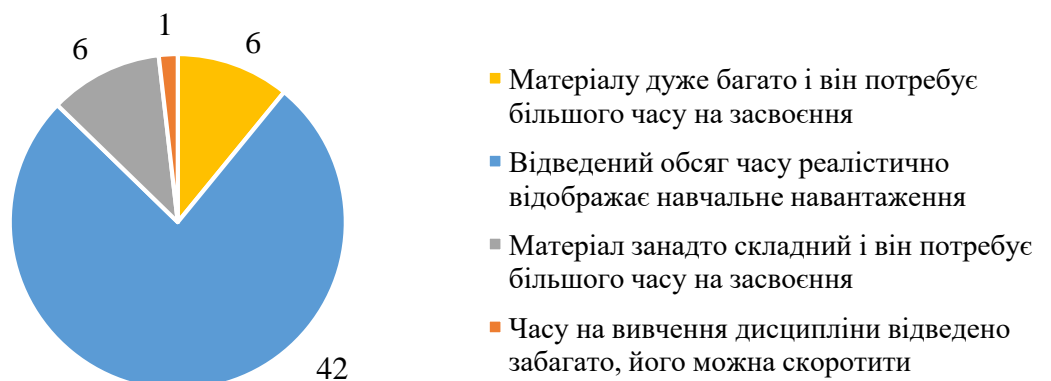 6
1
6
42
Матеріалу дуже багато і він потребує
більшого часу на засвоєння
Відведений обсяг часу реалістично
відображає навчальне навантаження
Матеріал занадто складний і він потребує
більшого часу на засвоєння
Часу на вивчення дисципліни відведено
забагато, його можна скоротити